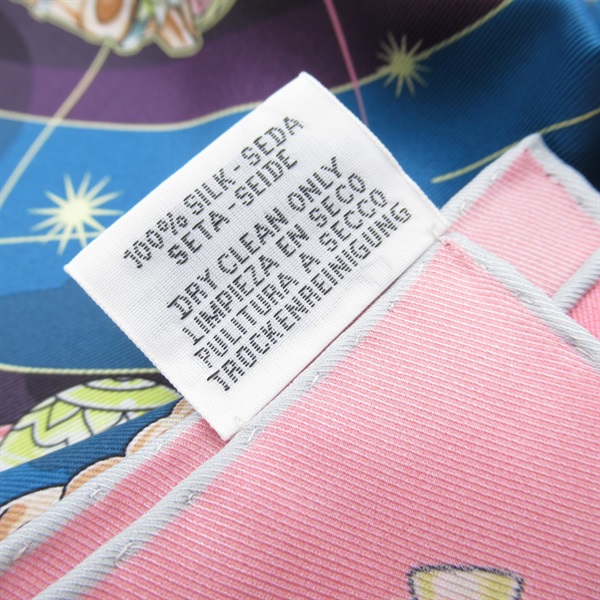 100% SILK-SEDA
SETA-SEIDE
DRY CLEAN ONLY
LIMPIEZA EN SECO
PULITURA A SECCO
TROCKENREINIGUNG